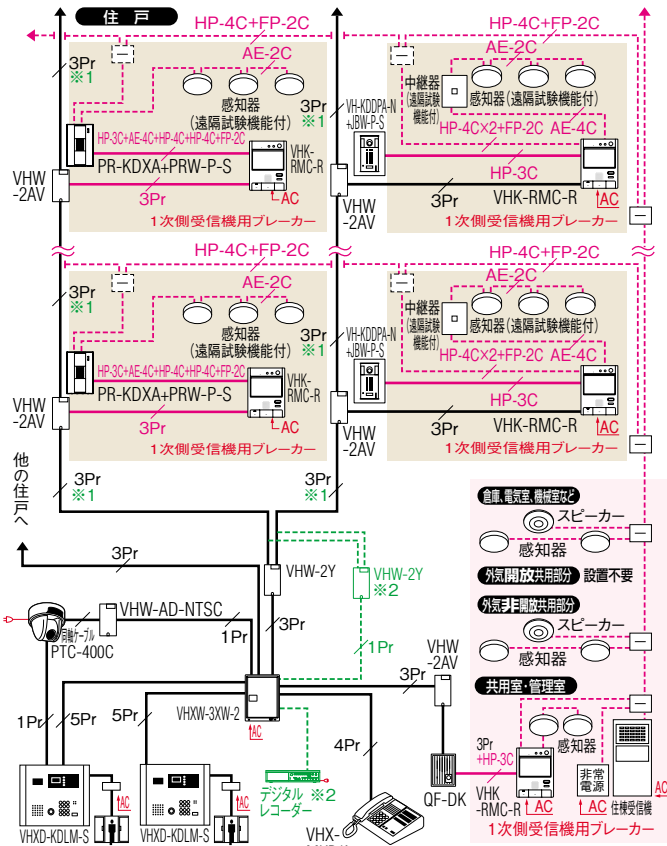 住戸
HP-4C+FP-2C
HP-4C+FP-2C
3Pr
※1
AE-2C
感知器
(遠隔試験機能付)
HP-3C+AE-4C+HP-4C+HP-4C+FP-2C
PR-KDXA+PRW-P-S
VHK-
RMC-R
3Pr
AC
1次側受信機用ブレーカー
VHW
-2AV
3Pr
※1
VH-KDDPA-N
+JBW-P-S
中継器
(遠隔試験
機能付)
AE-2C
感知器(遠隔試験機能付)
HP-4C×2+FP-2C
AE-4C
HP-3C
3Pr
VHK-RMC-R
AC
1次側受信機用ブレーカー
VHW
-2AV
HP-4C+FP-2C
HP-4C+FP-2C
3Pr
※1
AE-2C
感知器
(遠隔試験機能付)
HP-3C+AE-4C+HP-4C+HP-4C+FP-2C
PR-KDXA+PRW-P-S
VHK-
RMC-R
3Pr
AC
1次側受信機用ブレーカー
VHW
-2AV
3Pr
※1
VH-KDDPA-N
+JBW-P-S
中継器
(遠隔試験
機能付)
AE-2C
感知器(遠隔試験機能付)
HP-4C×2+FP-2C
AE-4C
HP-3C
3Pr
VHK-RMC-R
AC
1次側受信機用ブレーカー
VHW
-2AV
他の住戸へ
3Pr
※1
3Pr
※1
3Pr
VHW-2Y
VHW-2Y
※2
3Pr
1Pr
VHW-AD-NTSC
同軸ケーブル
PTC-400C
1Pr
1Pr
5Pr
5Pr
VHXW-3XW-2
AC
3Pr
VHW
-2AV
4Pr
QF-DK
デジタル
レコーダー
※2
VHX-
VHXD-KDLM-S
AC
VHXD-KDLM-S
AC
倉庫、電気室、機械室など
スピーカー
感知器
外気開放共用部分
設置不要
外気非開放共用部分
スピーカー
感知器
共用室・管理室
感知器
3Pr
+HP-3C
VHK
-RMC-R
AC
非常
電源
AC
住棟受信機
AC
1次側受信機用ブレーカー